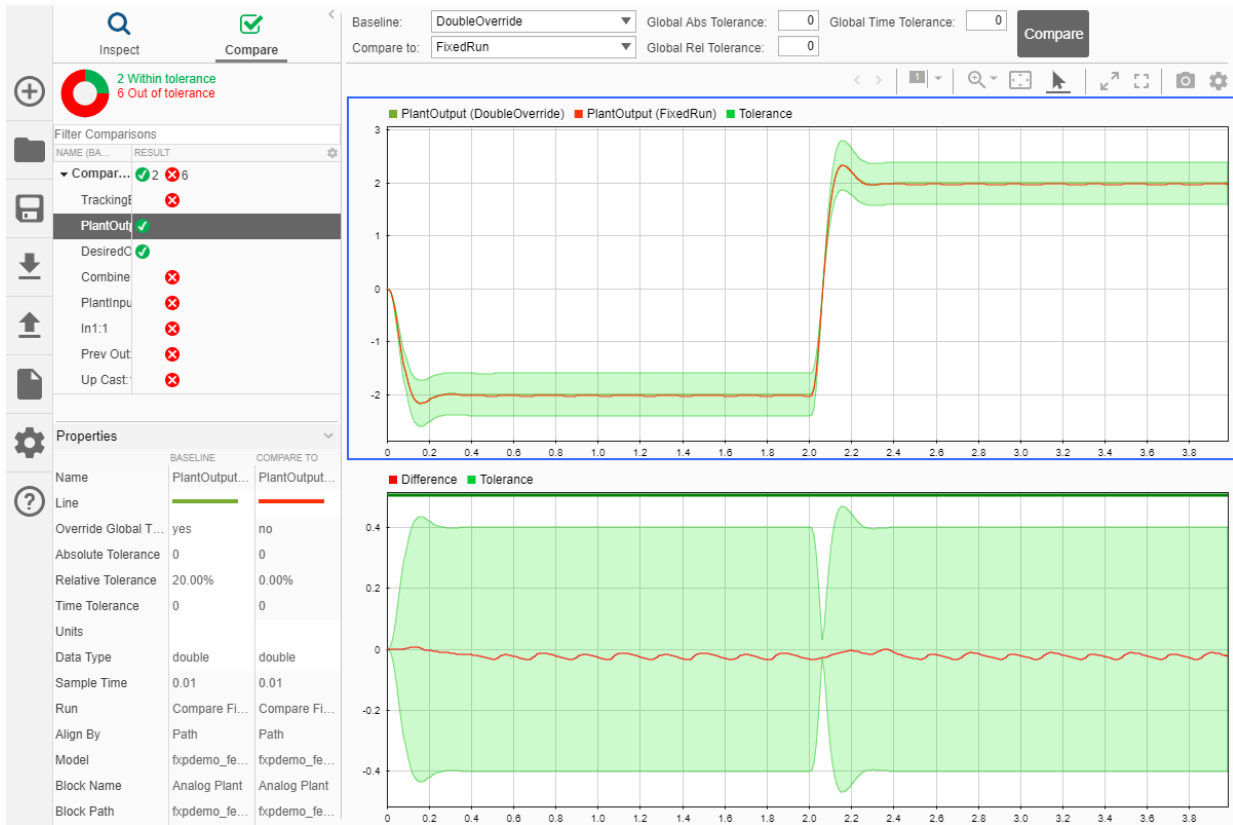 Inspect
Compare
Baseline:
DoubleOverride
Global Abs Tolerance:
0
Global Time Tolerance:
0
Compare
Compare to:
FixedRun
Global Rel Tolerance:
0
2 Within tolerance
6 Out of tolerance
1
Filter Comparisons
NAME (BA...
RESULT
Compar...
2
6
TrackingE
PlantOut
DesiredO
Combine
PlantInpu
In1:1
Prev Out:
Up Cast:
Properties
BASELINE COMPARE TO
Name PlantOutput... PlantOutput...
Line
Override Global T... yes no
Absolute Tolerance 0 0
Relative Tolerance 20.00% 0.00%
Time Tolerance 0 0
Units
Data Type double double
Sample Time 0.01 0.01
Run Compare Fi... Compare Fi...
Align By Path Path
Model fxpdemo_fe... fxpdemo_fe...
Block Name Analog Plant Analog Plant
Block Path fxpdemo_fe... fxpdemo_fe...
PlantOutput (DoubleOverride) PlantOutput (FixedRun) Tolerance
3
2
1
0
-1
-2
0 0.2 0.4 0.6 0.8 1.0 1.2 1.4 1.6 1.8 2.0 2.2 2.4 2.6 2.8 3.0 3.2 3.4 3.6 3.8
Difference Tolerance
0.4
0.2
0
-0.2
-0.4
0 0.2 0.4 0.6 0.8 1.0 1.2 1.4 1.6 1.8 2.0 2.2 2.4 2.6 2.8 3.0 3.2 3.4 3.6 3.8